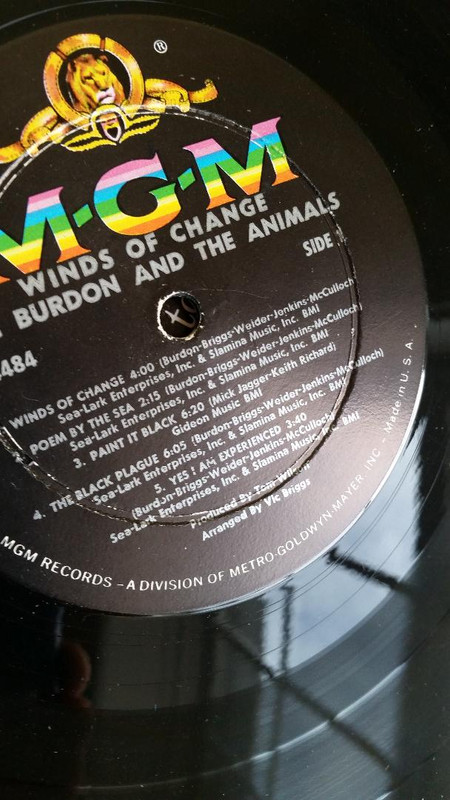 ®
M-G-M
WINDS OF CHANGE
BURDON AND THE ANIMALS
SIDE
484
WINDS OF CHANGE 4:00 (Burdon-Briggs-Weider-Jenkins-McCulloch)
Sea-Lark Enterprises, Inc. & Slamina Music, Inc. BMI
POEM BY THE SEA 2:15 (Burdon-Briggs-Weider-Jenkins-McCulloch)
Sea-Lark Enterprises, Inc. & Slamina Music, Inc. BMI
3. PAINT IT BLACK 6:20 (Mick Jagger-Keith Richard)
Gideon Music BMI
4. THE BLACK PLAGUE 6:05 (Burdon-Briggs-Weider-Jenkins-McCulloch)
Sea-Lark Enterprises, Inc. & Slamina Music, Inc. BMI
5. YES I AM EXPERIENCED 3:40
(Burdon-Briggs-Weider-Jenkins-McCulloch)
Sea-Lark Enterprises, Inc. & Slamina Music, Inc. BMI
Produced By Tom Wilson
Arranged By Vic Briggs
MGM RECORDS – A DIVISION OF METRO-GOLDWYN-MAYER, INC. - Made in U.S.A.